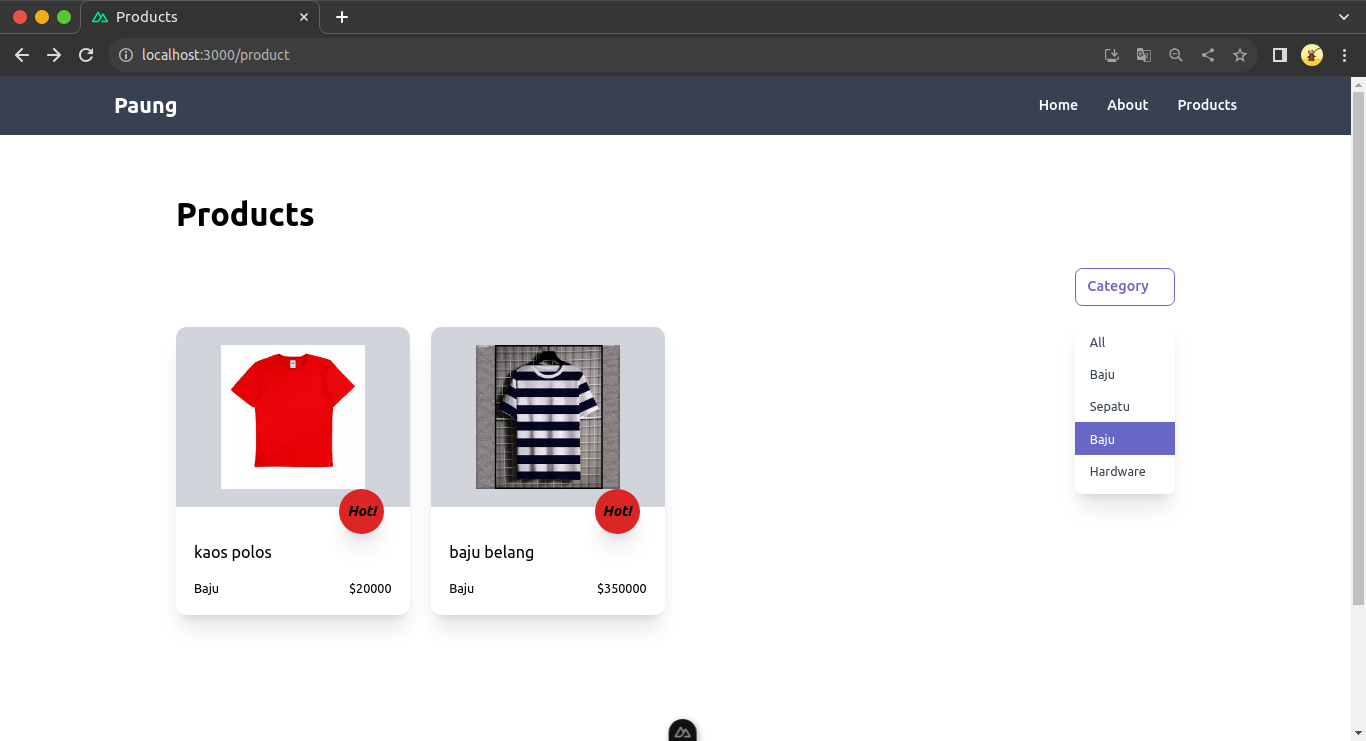 Products
localhost:3000/product
Paung
Home About Products
Products
Category
All
Baju
Sepatu
Baju
Hardware
Hot!
Hot!
kaos polos
Baju $20000
baju belang
Baju $350000